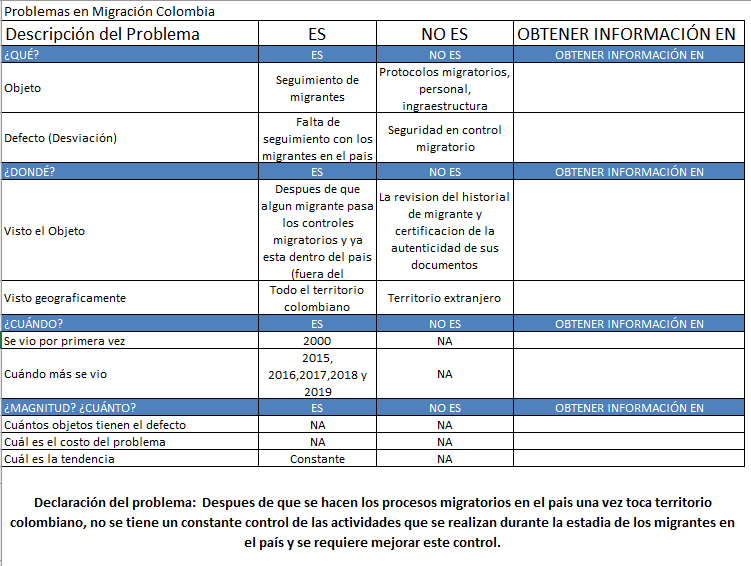 Problemas en Migración Colombia
Descripción del Problema ES NO ES OBTENER INFORMACIÓN EN
¿QUÉ? ES NO ES OBTENER INFORMACIÓN EN
Objeto
Seguimiento de
migrantes
Protocolos migratorios,
personal,
ingraestructura
Defecto (Desviación)
Falta de
seguimiento con los
migrantes en el pais
Seguridad en control
migratorio
¿DONDÉ? ES NO ES OBTENER INFORMACIÓN EN
Visto el Objeto
Despues de que
algun migrante pasa
los controles
migratorios y ya
esta dentro del pais
(fuera del
La revision del historial
de migrante y
certificacion de la
autenticidad de sus
documentos
Visto geograficamente
Todo el territorio
colombiano
Territorio extranjero
¿CUÁNDO? ES NO ES OBTENER INFORMACIÓN EN
Se vio por primera vez 2000 NA
Cuándo más se vio
2015,
2016,2017,2018 y
2019
NA
¿MAGNITUD? ¿CUÁNTO? ES NO ES OBTENER INFORMACIÓN EN
Cuántos objetos tienen el defecto NA NA
Cuál es el costo del problema NA NA
Cuál es la tendencia Constante NA
Declaración del problema: Despues de que se hacen los procesos migratorios en el pais una vez toca territorio
colombiano, no se tiene un constante control de las actividades que se realizan durante la estadia de los migrantes en
el país y se requiere mejorar este control.